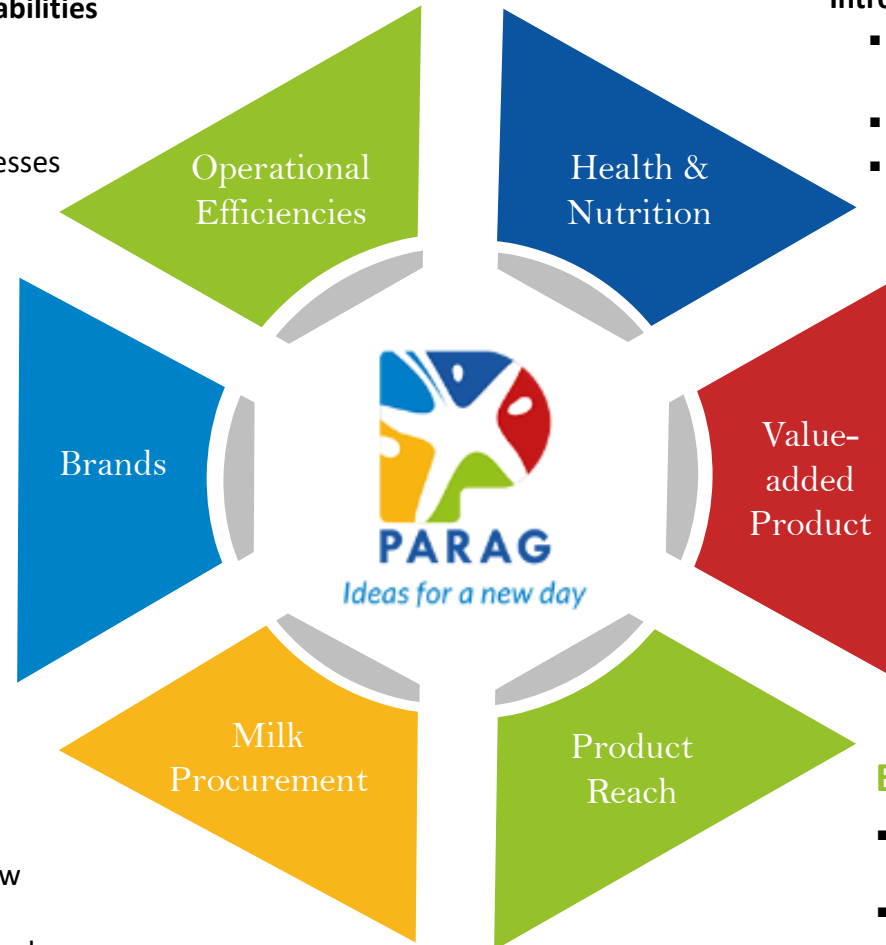 abilities
Intro
esses
Operational
Efficiencies
Health &
Nutrition
Brands
Value-
added
Product
PARAG
Ideas for a new day
Milk
Procurement
Product
Reach
E
w